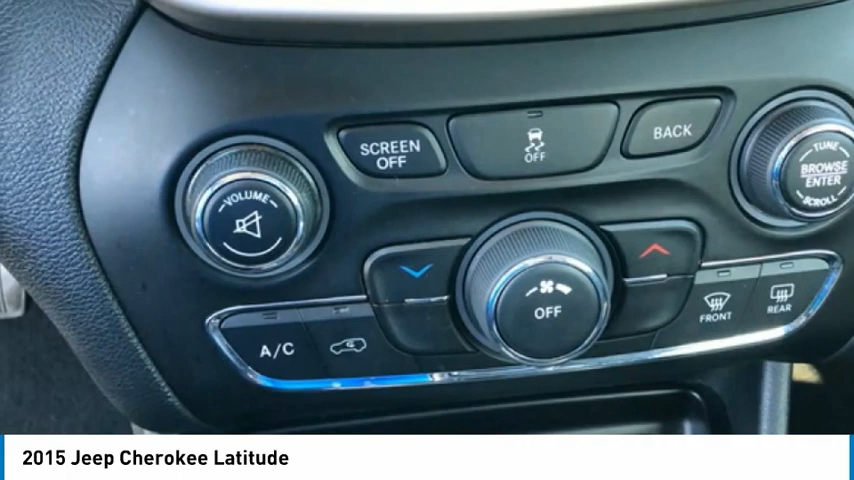 SCREEN
OFF
OFF
BACK
VOLUME
TUNE
BROWSE
ENTER
SCROLL
OFF
A/C
FRONT
REAR
2015 Jeep Cherokee Latitude